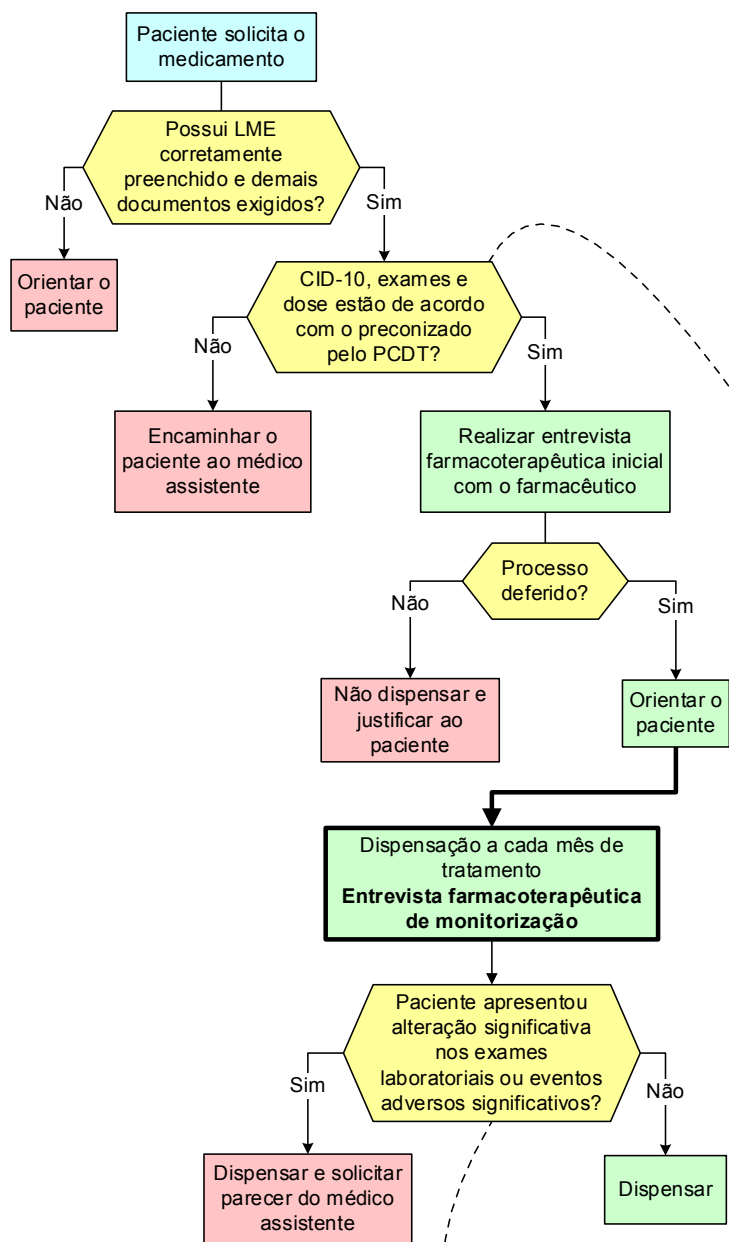 Paciente solicita o
medicamento
Possui LME
corretamente
preenchido e demais
documentos exigidos?
Não
Sim
Orientar o
paciente
CID-10, exames e
dose estão de acordo
com o preconizado
pelo PCDT?
Não
Sim
Encaminhar o
paciente ao médico
assistente
Realizar entrevista
farmacoterapêutica inicial
com o farmacêutico
Processo
deferido?
Não
Sim
Não dispensar e
justificar ao
paciente
Orientar o
paciente
Dispensação a cada mês de
tratamento
Entrevista farmacoterapêutica
de monitorização
Paciente apresentou
alteração significativa
nos exames
laboratoriais ou eventos
adversos significativos?
Sim
Não
Dispensar e solicitar
parecer do médico
assistente
Dispensar